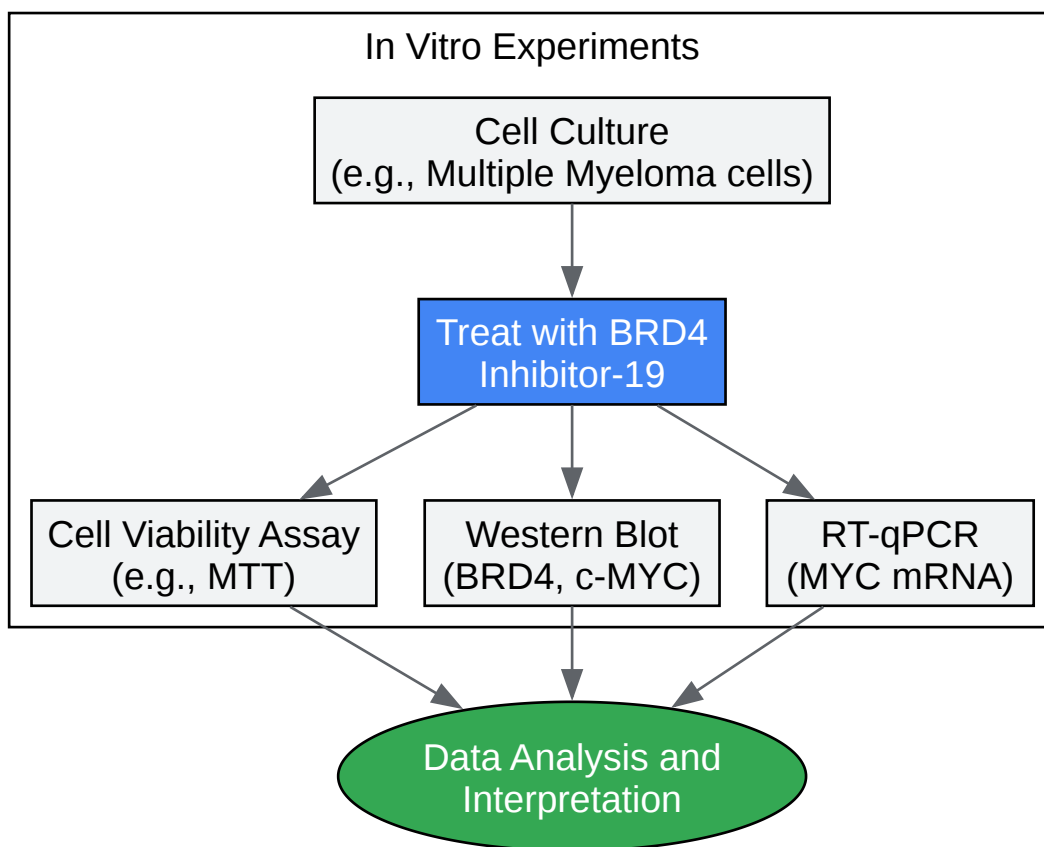 In Vitro Experiments
Cell Culture
(e.g., Multiple Myeloma cells)
Treat with BRD4
Inhibitor-19
Cell Viability Assay
(e.g., MTT)
Western Blot
(BRD4, c-MYC)
RT-qPCR
(MYC mRNA)
Data Analysis and
Interpretation